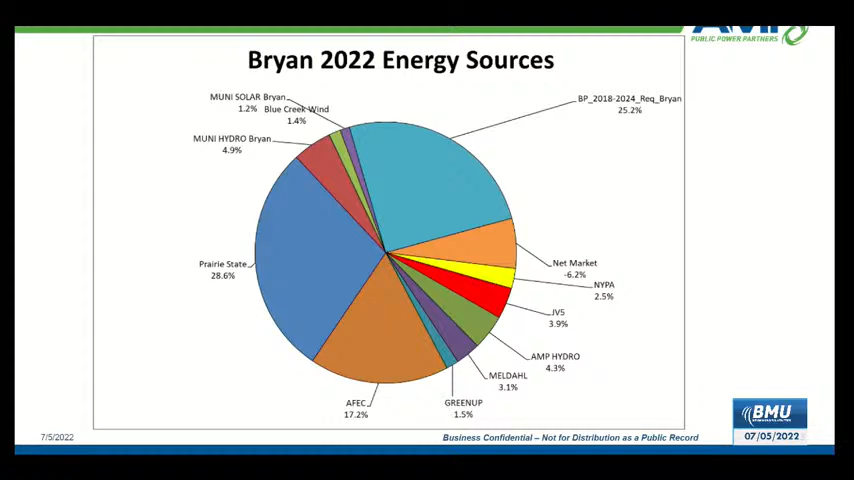 PUBLIC POWER PARTNERS
Bryan 2022 Energy Sources
MUNI SOLAR Bryan
1.2%
Blue Creek Wind
1.4%
BP_2018-2024_Req_Bryan
25.2%
MUNI HYDRO Bryan
4.9%
Prairie State
28.6%
Net Market
-6.2%
NYPA
2.5%
JV5
3.9%
AMP HYDRO
4.3%
MELDAHL
3.1%
GREENUP
1.5%
AFEC
17.2%
7/5/2022
Business Confidential – Not for Distribution as a Public Record
BMU
07/05/2022